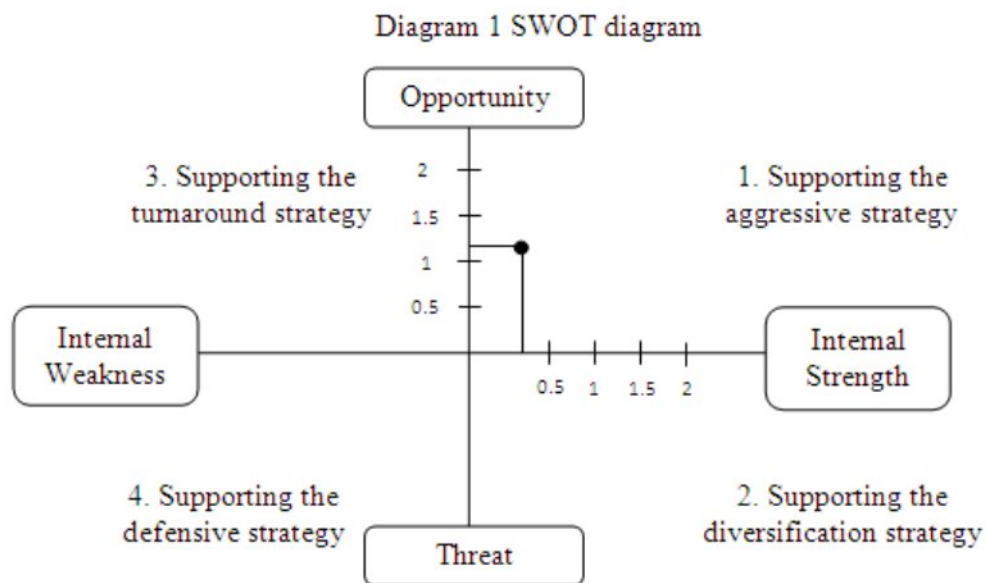 Diagram 1 SWOT diagram
Opportunity
3. Supporting the
turnaround strategy
1. Supporting the
aggressive strategy
2
1.5
1
0.5
Internal
Weakness
Internal
Strength
0.5
1
1.5
2
4. Supporting the
defensive strategy
2. Supporting the
diversification strategy
Threat